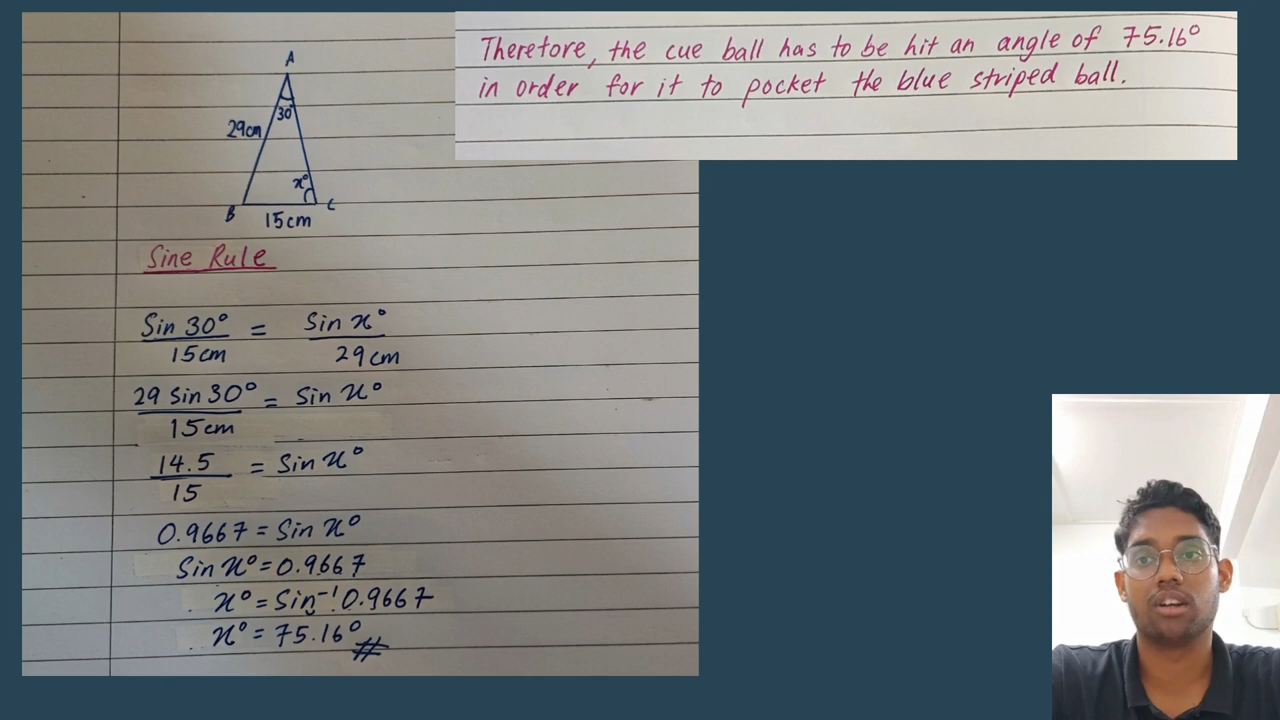 A
30
29cm
x°
B
C
15cm
Sine Rule
Sin 30° = Sin x°
15cm 29cm
29 Sin 30° = Sin x°
15cm
14.5 = Sin x°
15
0.9667 = Sin x°
Sin x° = 0.9667
x° = Sin⁻¹ 0.9667
x° = 75.16°
Therefore, the cue ball has to be hit an angle of 75.16°
in order for it to pocket the blue striped ball.